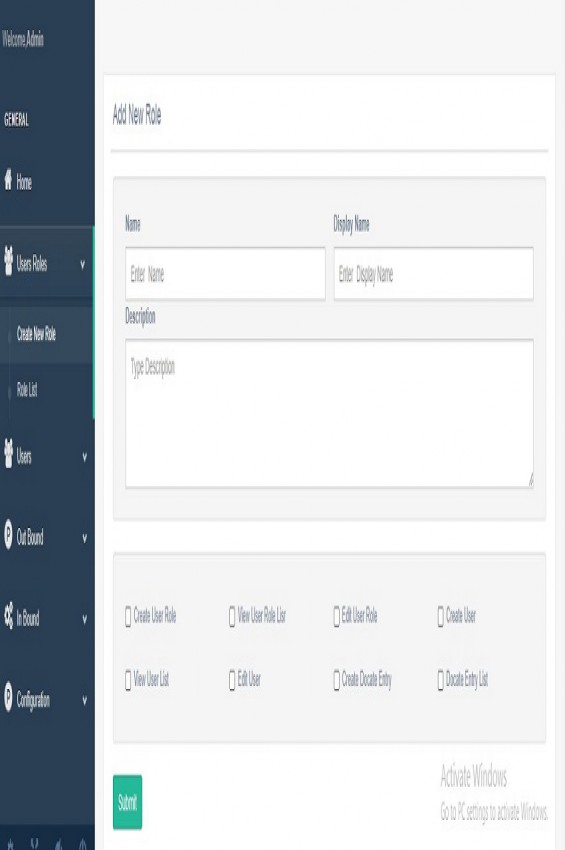 Welcome,Admin
GENERAL
Home
Users Roles
Create New Role
Role List
Users
Out Bound
In Bound
Configuration
Add New Role
Name
Display Name
Enter Name
Enter Display Name
Description
Type Description
Create User Role
View User Role Lisr
Edit User Role
Create User
View User List
Edit User
Create Docate Entry
Docate Entry List
Submit
Activate Windows
Go to PC settings to activate Windows.